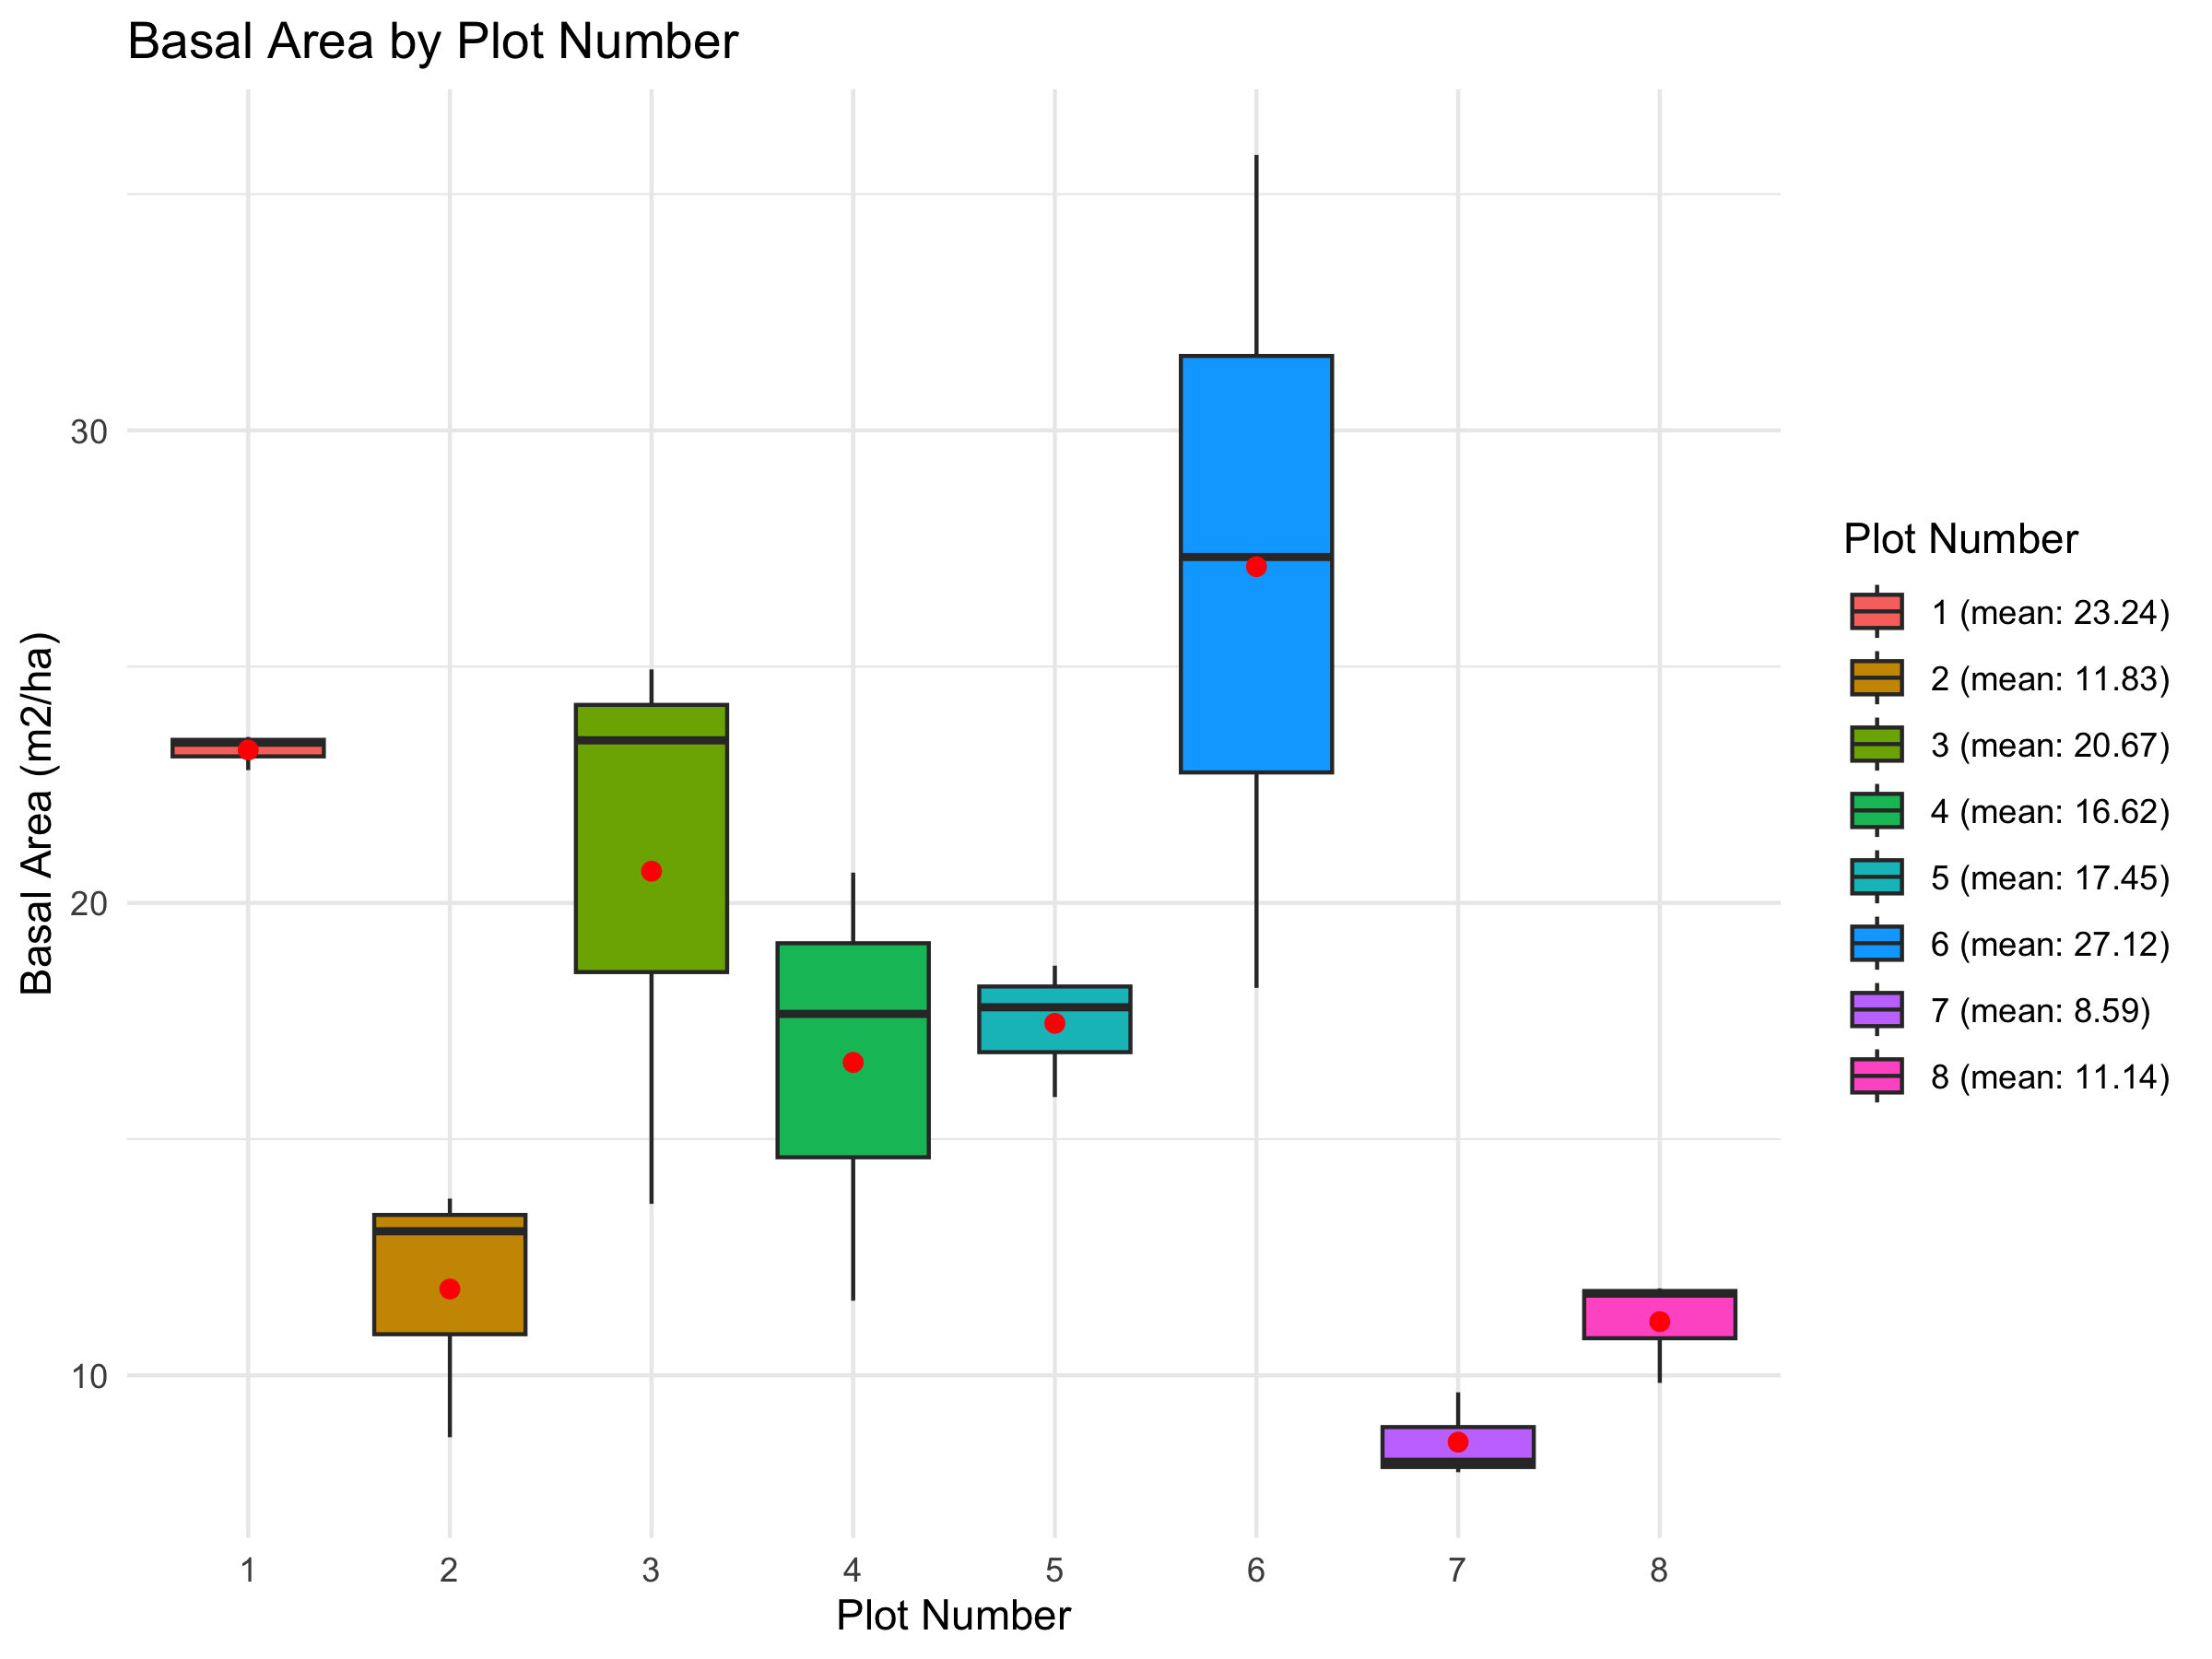 Basal Area by Plot Number
Basal Area (m2/ha)
30
20
10
1
2
3
4
5
6
7
8
Plot Number
Plot Number
1 (mean: 23.24)
2 (mean: 11.83)
3 (mean: 20.67)
4 (mean: 16.62)
5 (mean: 17.45)
6 (mean: 27.12)
7 (mean: 8.59)
8 (mean: 11.14)